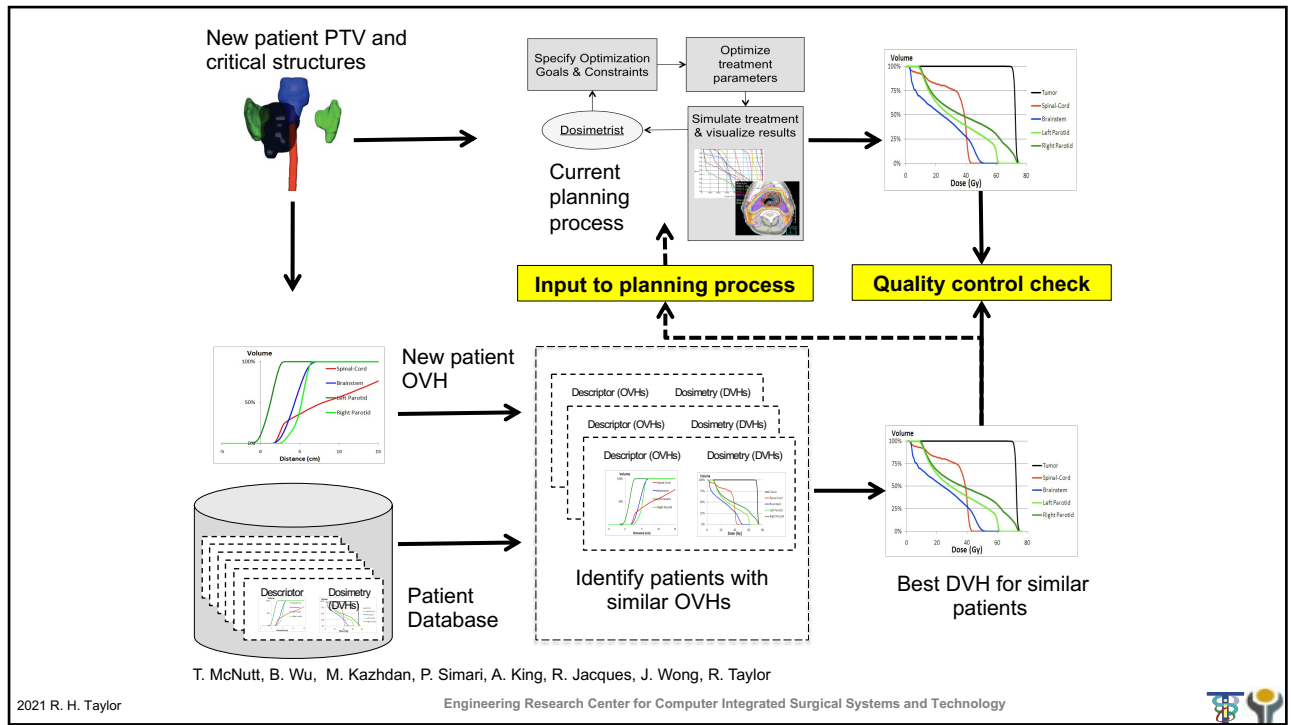 New patient PTV and
critical structures
Specify Optimization
Goals & Constraints
Optimize
treatment
parameters
Dosimetrist
Simulate treatment
& visualize results
Current
planning
process
Volume
100%
75%
50%
25%
0%
0 20 40 60 80
Dose (Gy)
Tumor
Spinal-Cord
Brainstem
Left Parotid
Right Parotid
Input to planning process
Quality control check
Volume
100%
50%
0%
-5 0 5 10 15
Distance (cm)
Spinal-Cord
Brainstem
Left Parotid
Right Parotid
New patient
OVH
Descriptor (OVHs) Dosimetry (DVHs)
Descriptor (OVHs) Dosimetry (DVHs)
Descriptor (OVHs) Dosimetry (DVHs)
Identify patients with
similar OVHs
Volume
100%
75%
50%
25%
0%
0 20 40 60 80
Dose (Gy)
Tumor
Spinal-Cord
Brainstem
Left Parotid
Right Parotid
Best DVH for similar
patients
Descriptor
Dosimetry
(DVHs)
Patient
Database
T. McNutt, B. Wu, M. Kazhdan, P. Simari, A. King, R. Jacques, J. Wong, R. Taylor
2021 R. H. Taylor
Engineering Research Center for Computer Integrated Surgical Systems and Technology